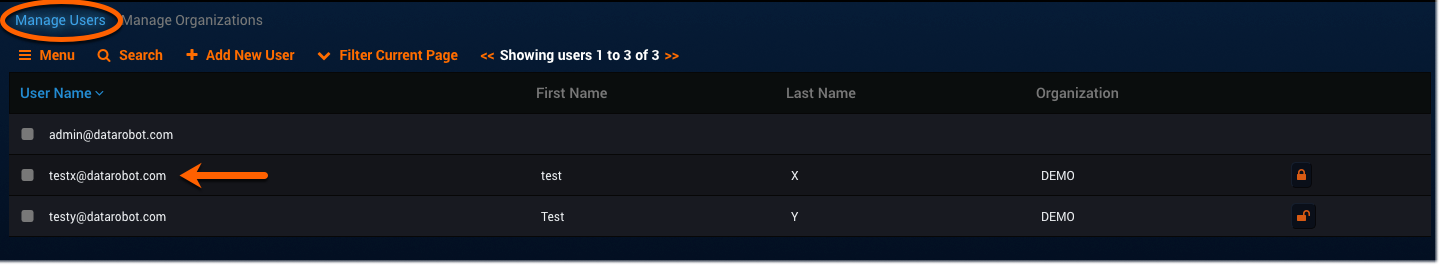 Manage Users Manage Organizations
Menu Search Add New User Filter Current Page << Showing users 1 to 3 of 3 >>
User Name First Name Last Name Organization
admin@datarobot.com
testx@datarobot.com test X DEMO
testy@datarobot.com Test Y DEMO